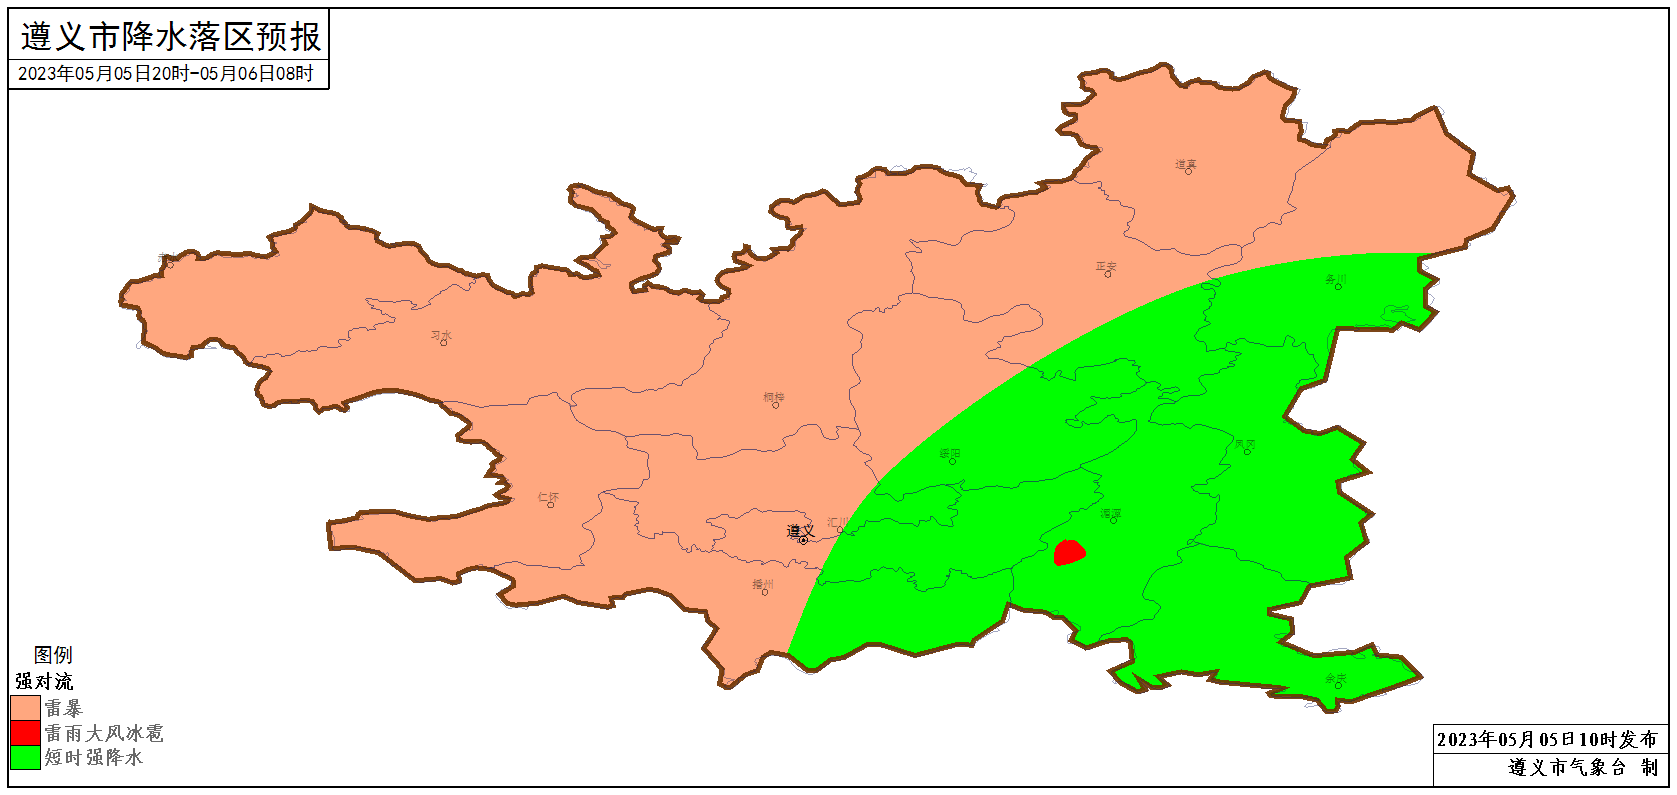 遵义市降水落区预报
2023年05月05日20时-05月06日08时
道真
正安
务川
习水
桐梓
凤冈
绥阳
仁怀
湄潭
汇川
遵义
播州
余庆
图例
强对流
雷暴
雷雨大风冰雹
短时强降水
2023年05月05日10时发布
遵义市气象台 制